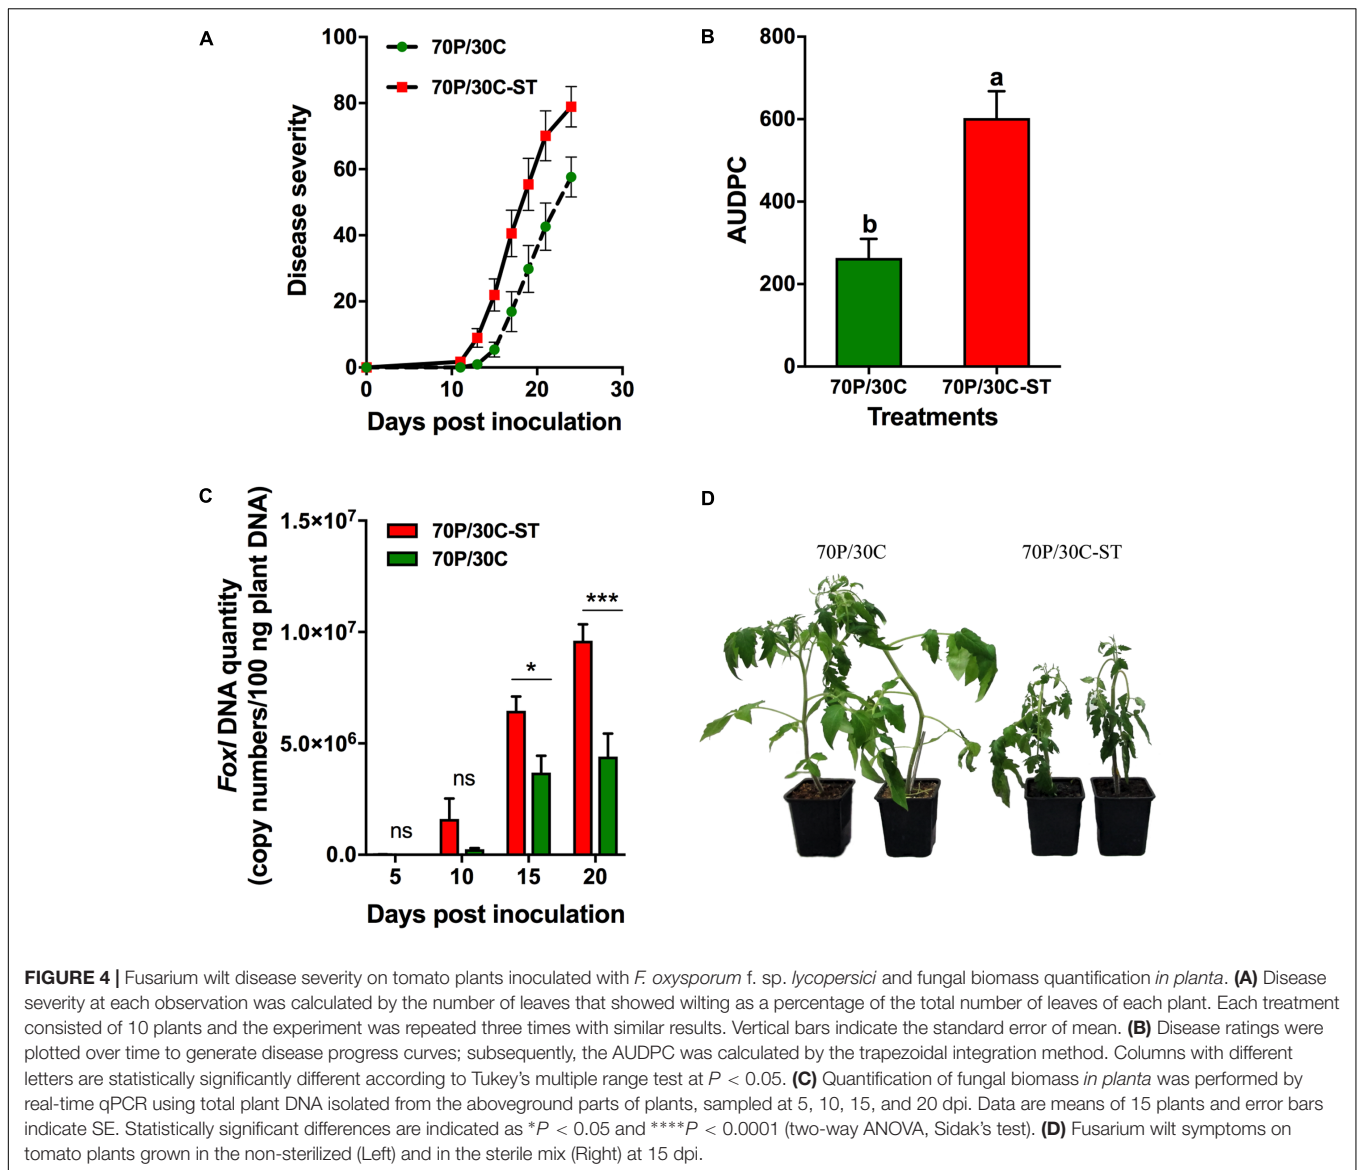 A
100
80
60
40
20
0
Disease severity
70P/30C
70P/30C-ST
0 10 20 30
Days post inoculation
B
800
600
400
200
0
AUDPC
b
a
70P/30C 70P/30C-ST
Treatments
C
Foxl DNA quantity
(copy numbers/100 ng plant DNA)
1.5×10⁷
1.0×10⁷
5.0×10⁶
0.0
70P/30C-ST
70P/30C
ns
ns
*
***
5 10 15 20
Days post inoculation
D
70P/30C 70P/30C-ST
FIGURE 4 | Fusarium wilt disease severity on tomato plants inoculated with F. oxysporum f. sp. lycopersici and fungal biomass quantification in planta. (A) Disease
severity at each observation was calculated by the number of leaves that showed wilting as a percentage of the total number of leaves of each plant. Each treatment
consisted of 10 plants and the experiment was repeated three times with similar results. Vertical bars indicate the standard error of mean. (B) Disease ratings were
plotted over time to generate disease progress curves; subsequently, the AUDPC was calculated by the trapezoidal integration method. Columns with different
letters are statistically significantly different according to Tukey's multiple range test at P < 0.05. (C) Quantification of fungal biomass in planta was performed by
real-time qPCR using total plant DNA isolated from the aboveground parts of plants, sampled at 5, 10, 15, and 20 dpi. Data are means of 15 plants and error bars
indicate SE. Statistically significant differences are indicated as *P < 0.05 and ****P < 0.0001 (two-way ANOVA, Sidak's test). (D) Fusarium wilt symptoms on
tomato plants grown in the non-sterilized (Left) and in the sterile mix (Right) at 15 dpi.